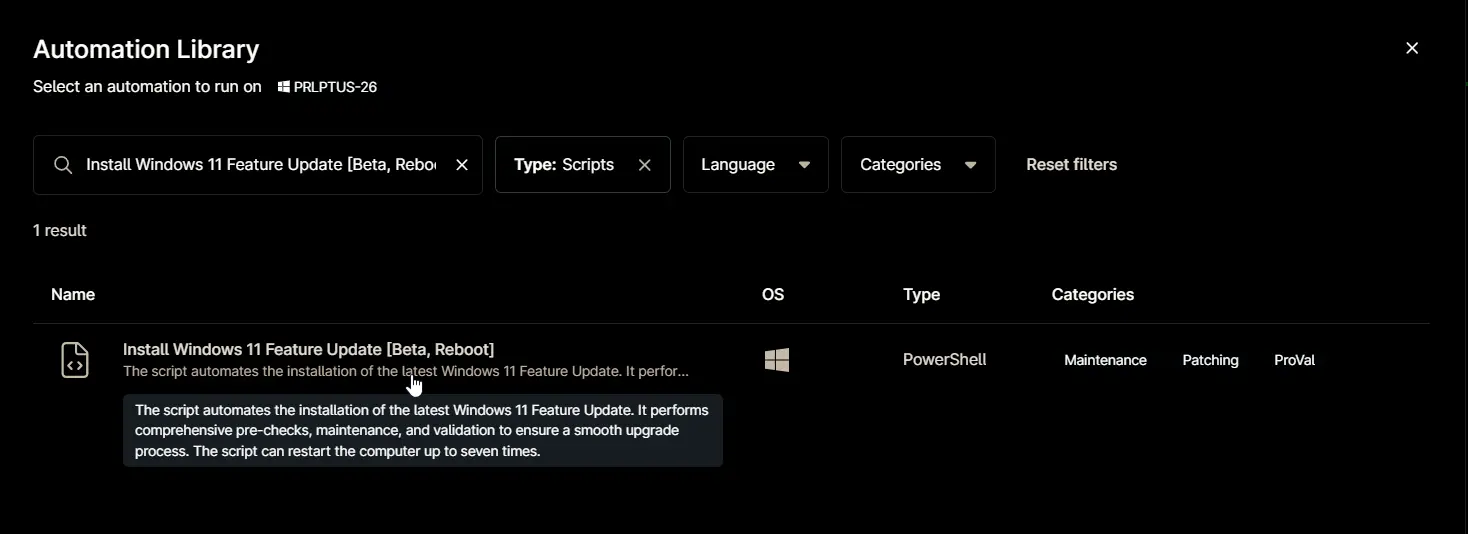 Automation Library
Select an automation to run on PRLPTUS-26
Install Windows 11 Feature Update [Beta, Reboo
Type: Scripts
Language
Categories
Reset filters
1 result
Name OS Type Categories
Install Windows 11 Feature Update [Beta, Reboot]
The script automates the installation of the latest Windows 11 Feature Update. It perfor...
PowerShell
Maintenance Patching ProVal
The script automates the installation of the latest Windows 11 Feature Update. It performs
comprehensive pre-checks, maintenance, and validation to ensure a smooth upgrade
process. The script can restart the computer up to seven times.